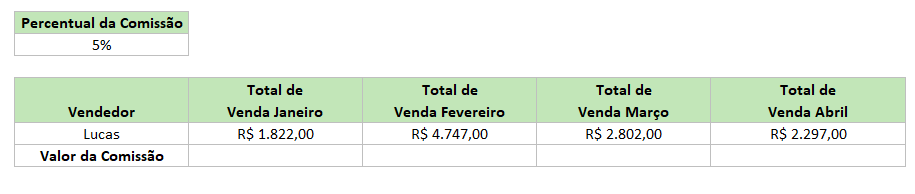 Percentual da Comissão
5%
Total de Total de Total de Total de
Vendedor Venda Janeiro Venda Fevereiro Venda Março Venda Abril
Lucas R$ 1.822,00 R$ 4.747,00 R$ 2.802,00 R$ 2.297,00
Valor da Comissão